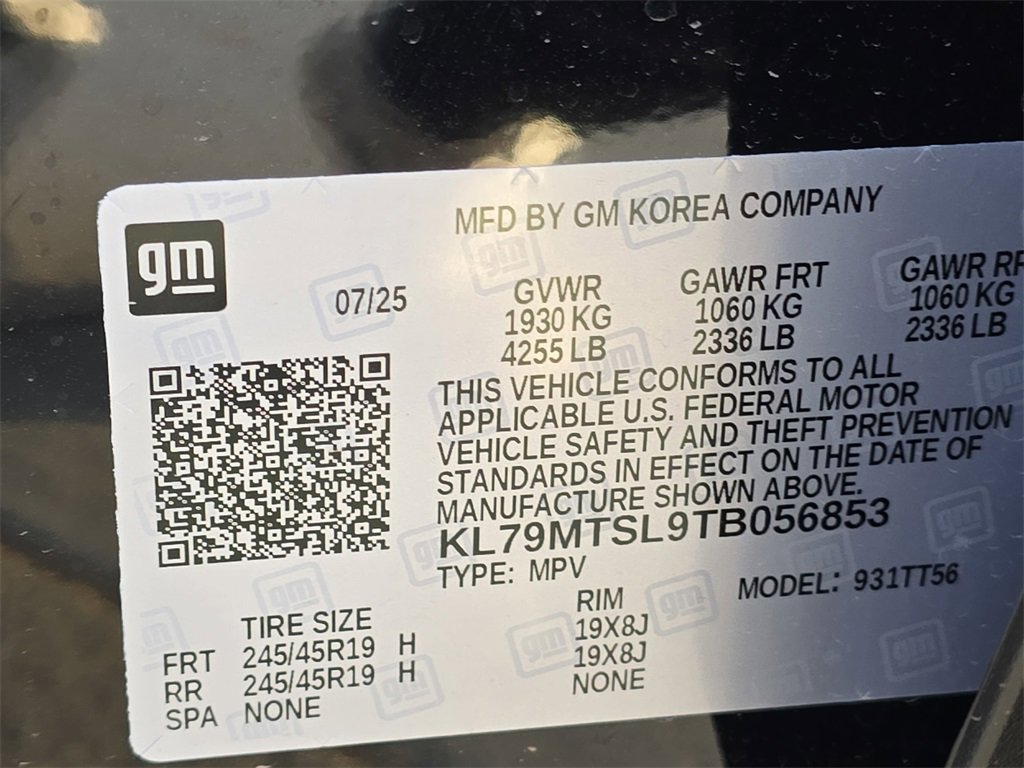 gm
MFD BY GM KOREA COMPANY
07/25
GVWR GAWR FRT GAWR RR
1930 KG 1060 KG 1060 KG
4255 LB 2336 LB 2336 LB
THIS VEHICLE CONFORMS TO ALL
APPLICABLE U.S. FEDERAL MOTOR
VEHICLE SAFETY AND THEFT PREVENTION
STANDARDS IN EFFECT ON THE DATE OF
MANUFACTURE SHOWN ABOVE.
KL79MTSL9TB056853
TYPE: MPV MODEL: 931TT56
TIRE SIZE RIM
FRT 245/45R19 H 19X8J
RR 245/45R19 H 19X8J
SPA NONE NONE